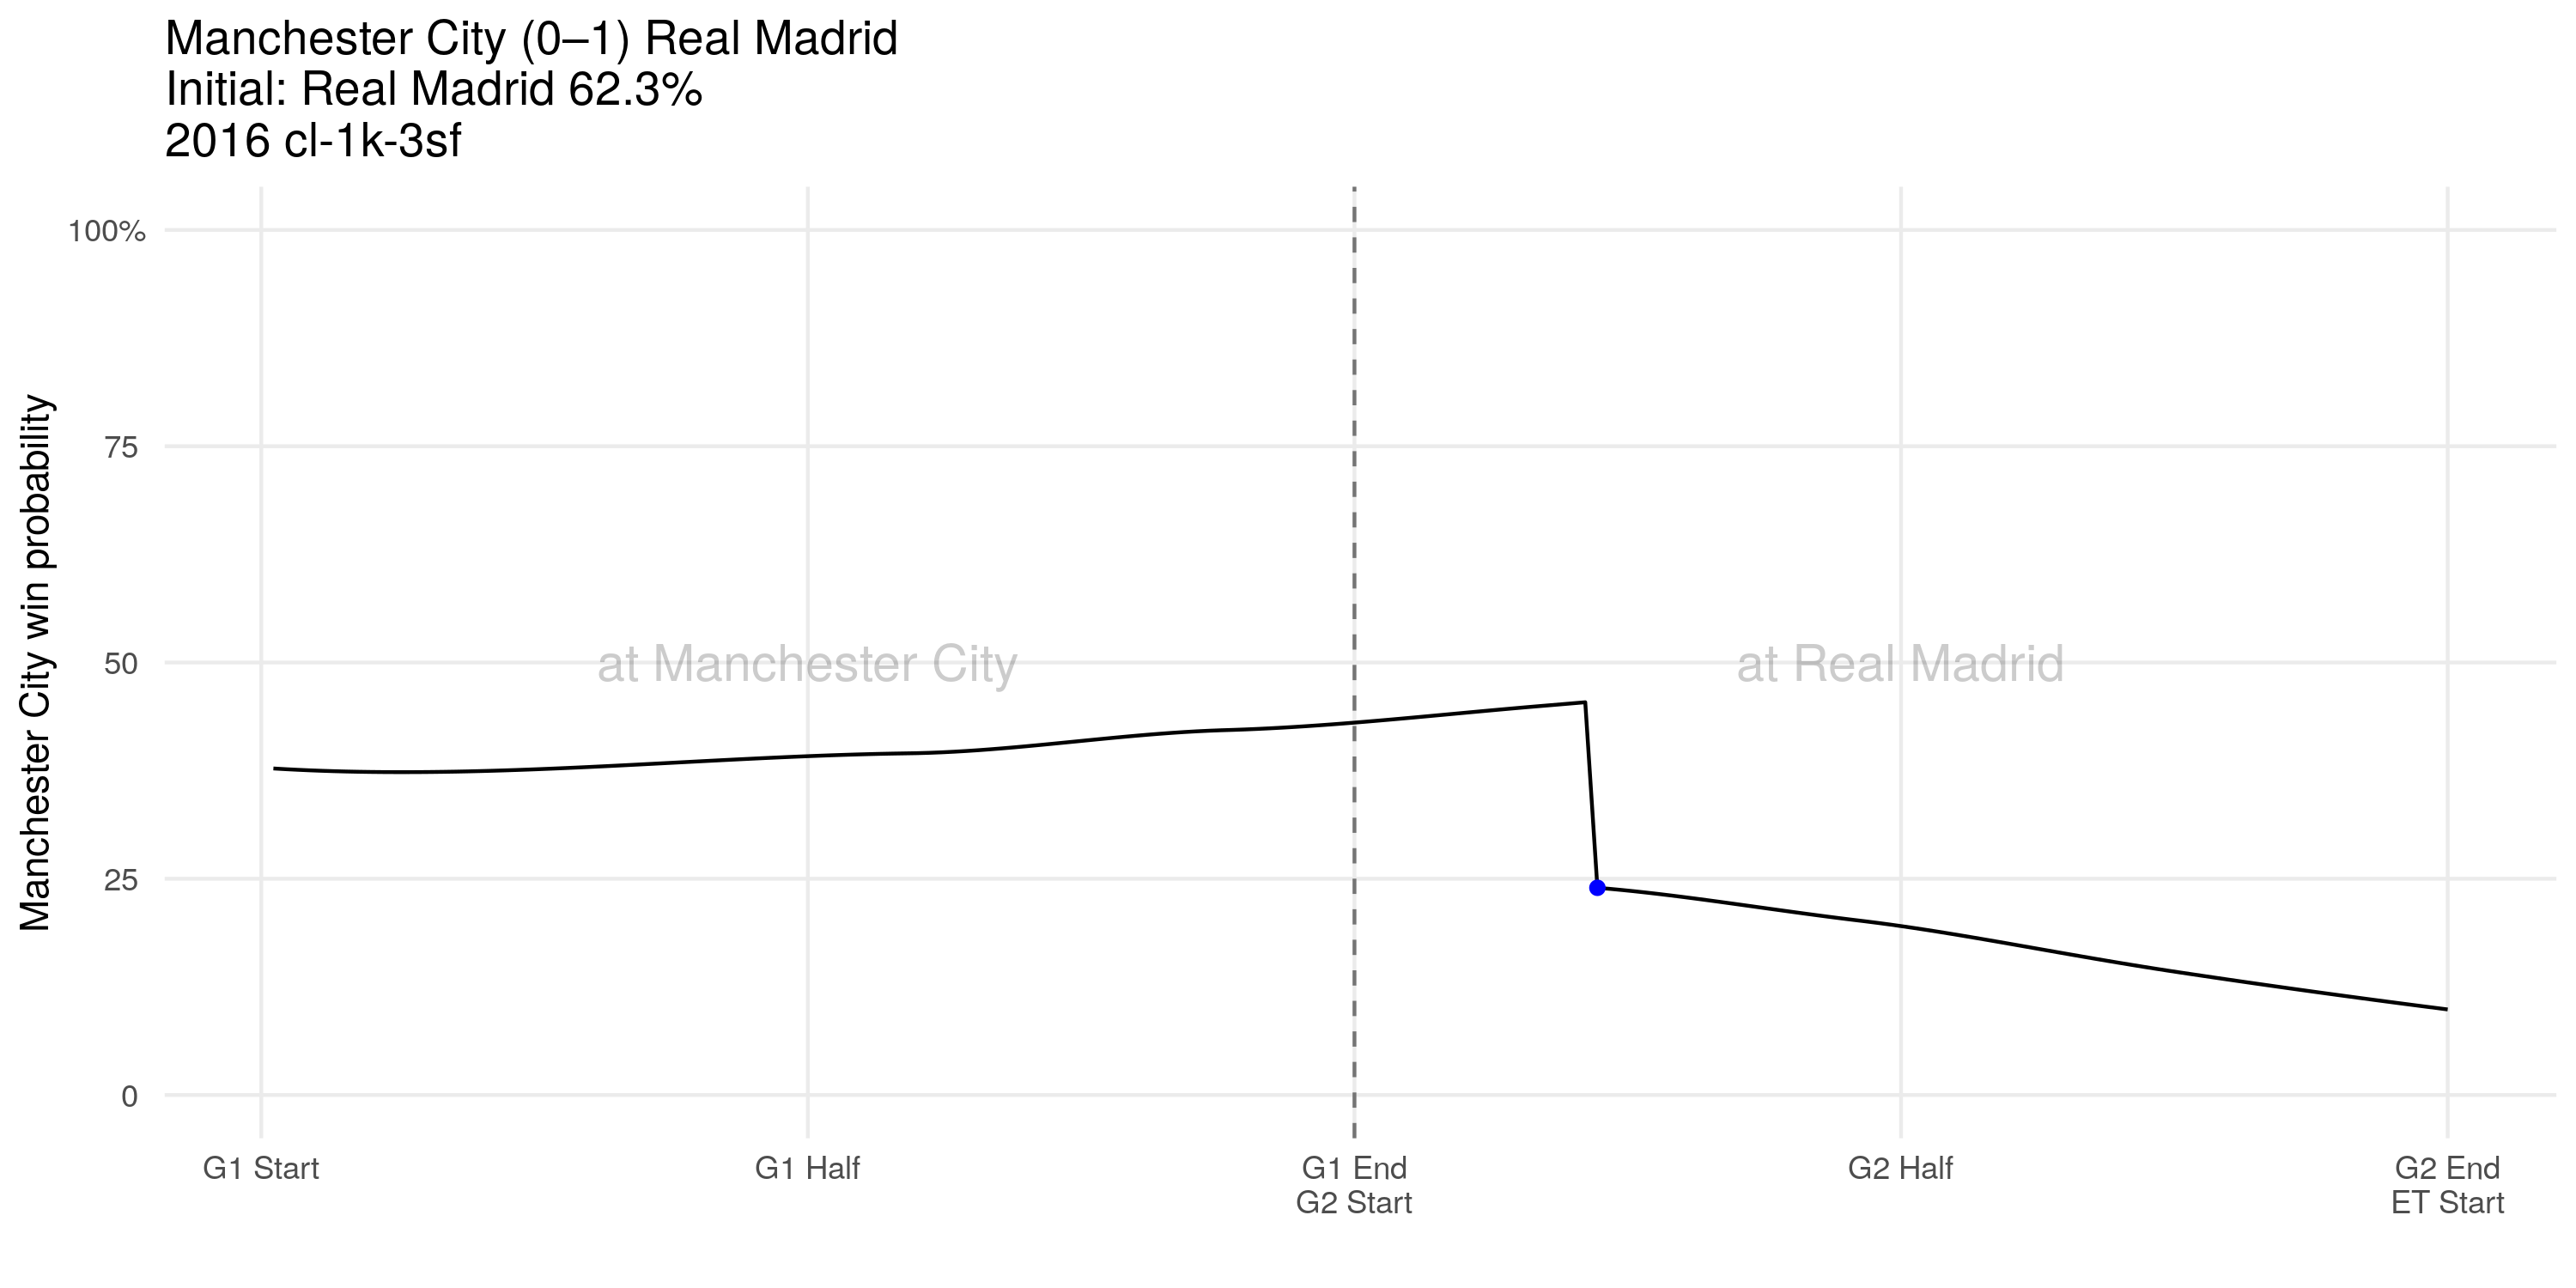 Manchester City (0–1) Real Madrid
Initial: Real Madrid 62.3%
2016 cl-1k-3sf
Manchester City win probability
100%
75
50
25
0
at Manchester City
at Real Madrid
G1 Start
G1 Half
G1 End
G2 Start
G2 Half
G2 End
ET Start